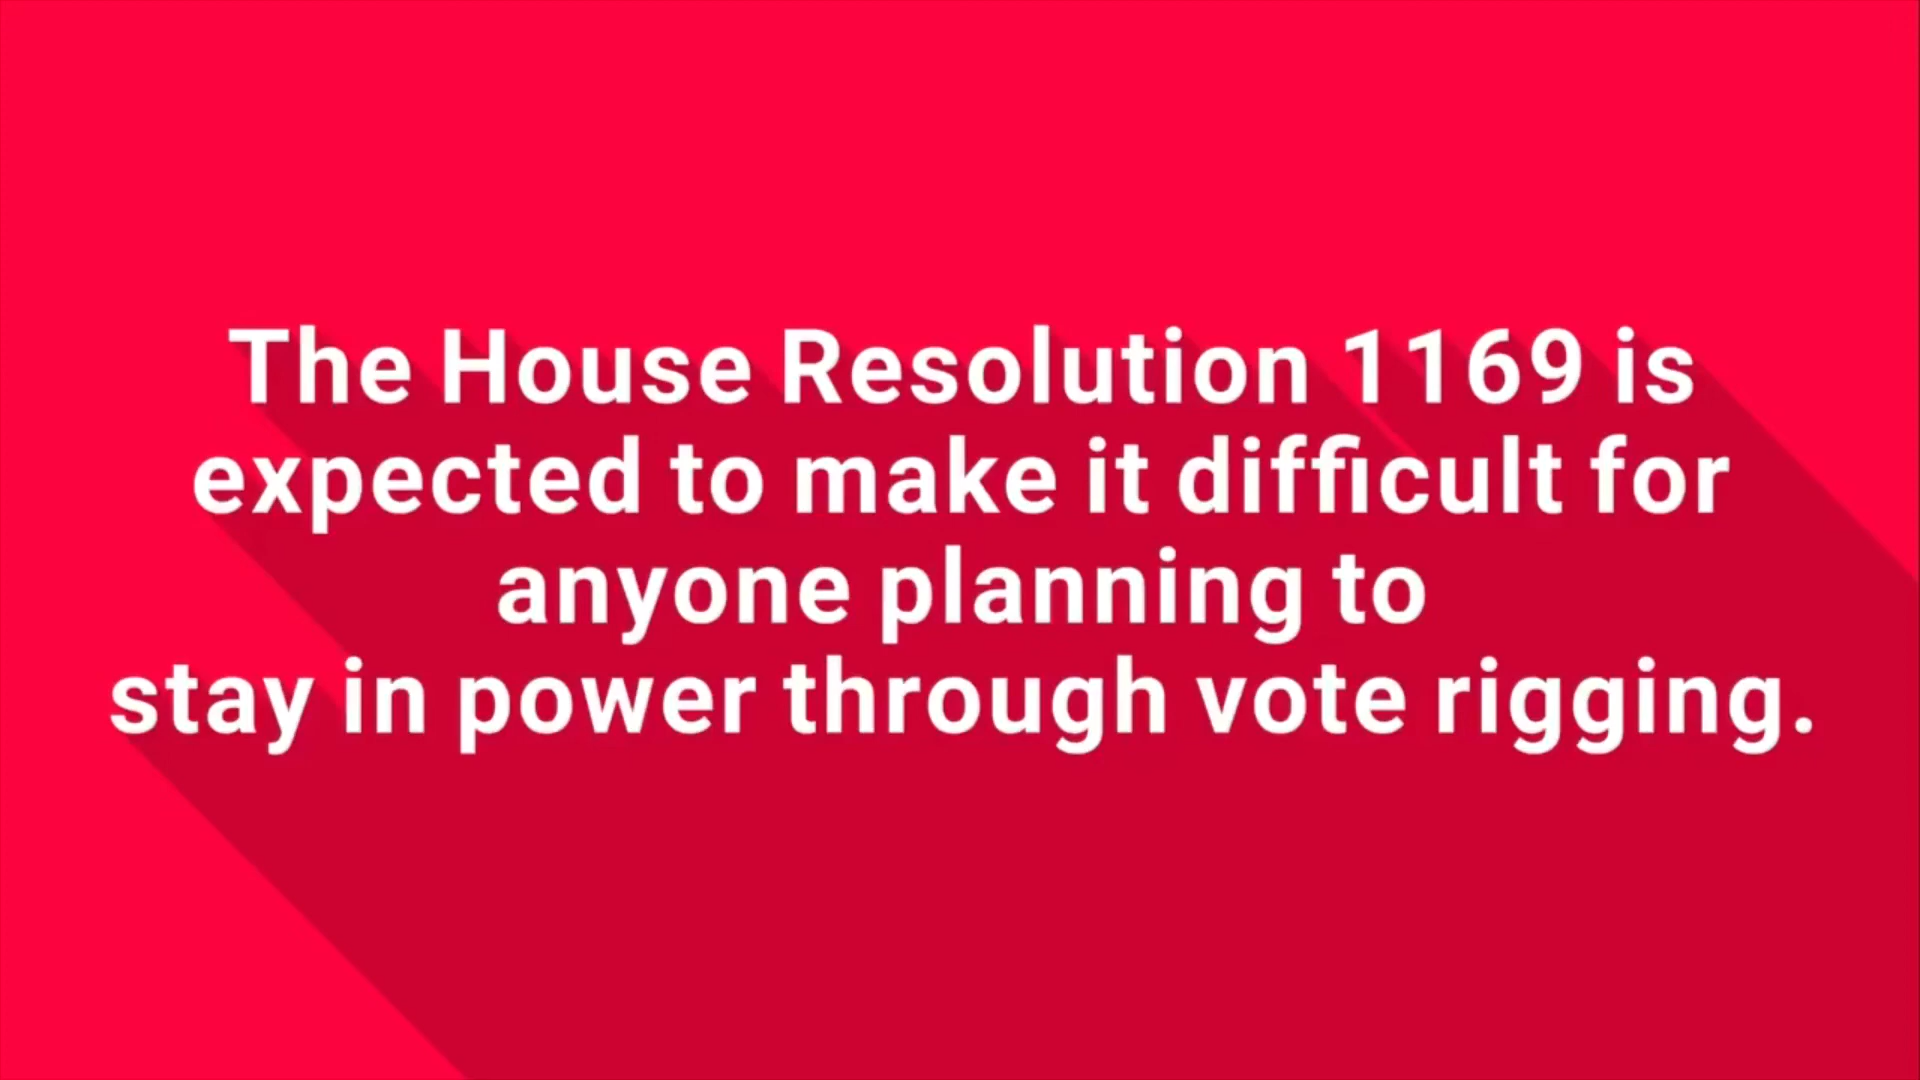 The House Resolution 1169 is
expected to make it difficult for
anyone planning to
stay in power through vote rigging.